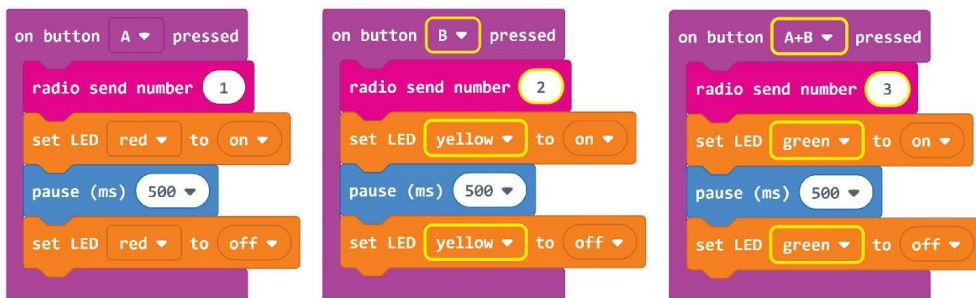 on button A pressed
radio send number 1
set LED red to on
pause (ms) 500
set LED red to off
on button B pressed
radio send number 2
set LED yellow to on
pause (ms) 500
set LED yellow to off
on button A+B pressed
radio send number 3
set LED green to on
pause (ms) 500
set LED green to off